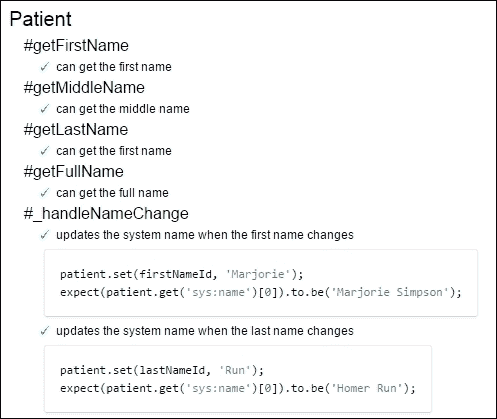 Patient
#getFirstName
✓ can get the first name
#getMiddleName
✓ can get the middle name
#getLastName
✓ can get the first name
#getFullName
✓ can get the full name
#_handleNameChange
✓ updates the system name when the first name changes
patient.set(firstNameId, 'Marjorie');
expect(patient.get('sys:name')[0]).to.be('Marjorie Simpson');
✓ updates the system name when the last name changes
patient.set(lastNameId, 'Run');
expect(patient.get('sys:name')[0]).to.be('Homer Run');